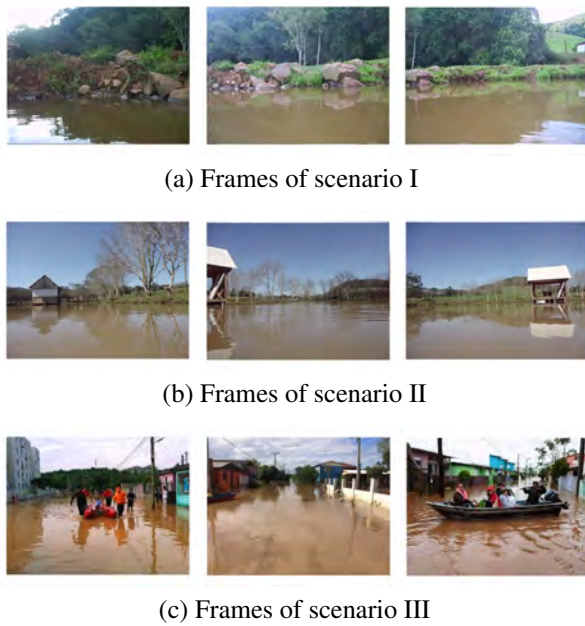 (a) Frames of scenario I
(b) Frames of scenario II
(c) Frames of scenario III